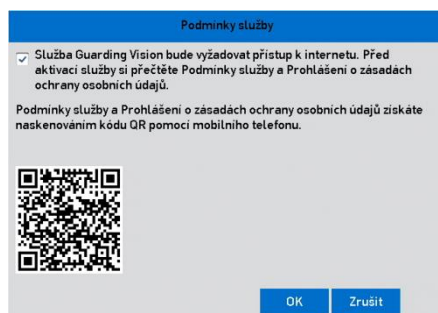 Podmínky služby
Služba Guarding Vision bude vyžadovat přístup k internetu. Před
aktivací služby si přečtěte Podmínky služby a Prohlášení o zásadách
ochrany osobních údajů.
Podmínky služby a Prohlášení o zásadách ochrany osobních údajů získáte
naskenováním kódu QR pomocí mobilního telefonu.
OK
Zrušit